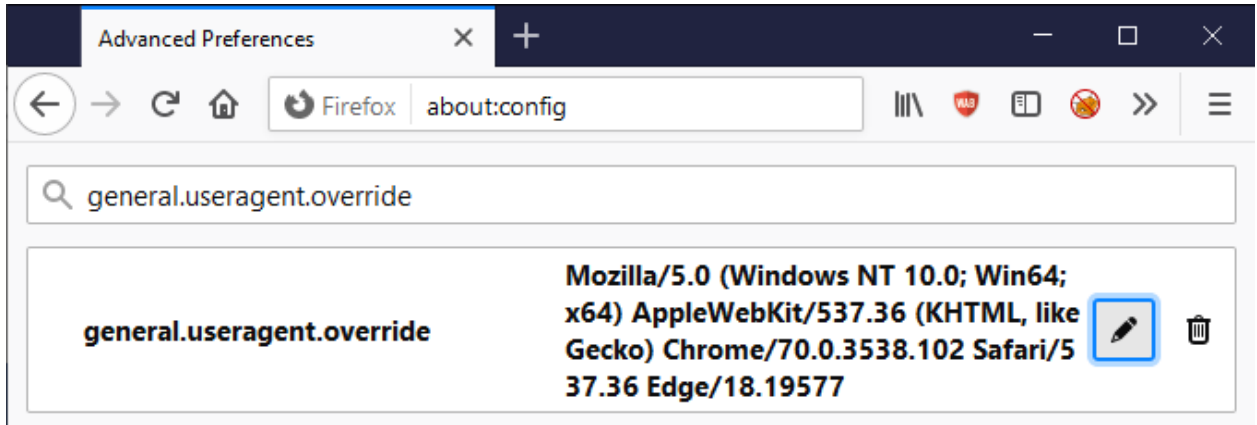 Advanced Preferences
Firefox about:config
general.useragent.override
general.useragent.override
Mozilla/5.0 (Windows NT 10.0; Win64;
x64) AppleWebKit/537.36 (KHTML, like
Gecko) Chrome/70.0.3538.102 Safari/5
37.36 Edge/18.19577